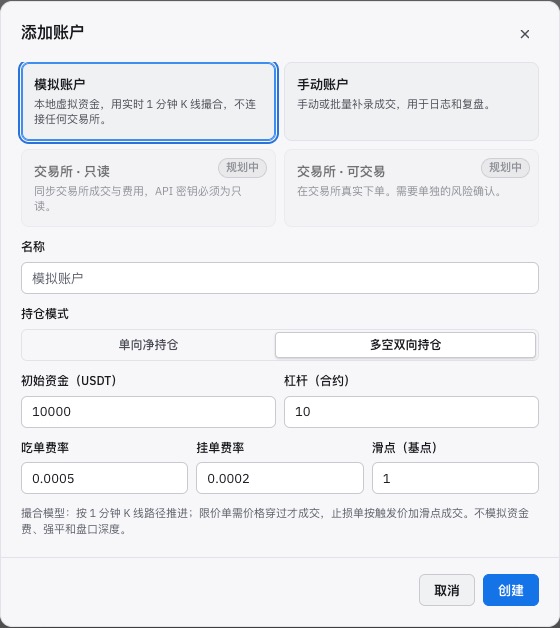 添加账户
×
模拟账户
本地虚拟资金，用实时 1 分钟 K 线撮合，不连
接任何交易所。
手动账户
手动或批量补录成交，用于日志和复盘。
交易所 · 只读
规划中
同步交易所成交与费用，API 密钥必须为只
读。
交易所 · 可交易
规划中
在交易所真实下单。需要单独的风险确认。
名称
模拟账户
持仓模式
单向净持仓
多空双向持仓
初始资金（USDT）
杠杆（合约）
10000
10
吃单费率
挂单费率
滑点（基点）
0.0005
0.0002
1
撮合模型：按 1 分钟 K 线路径推进；限价单需价格穿过才成交，止损单按触发价加滑点成交。不模拟资金
费、强平和盘口深度。
取消
创建